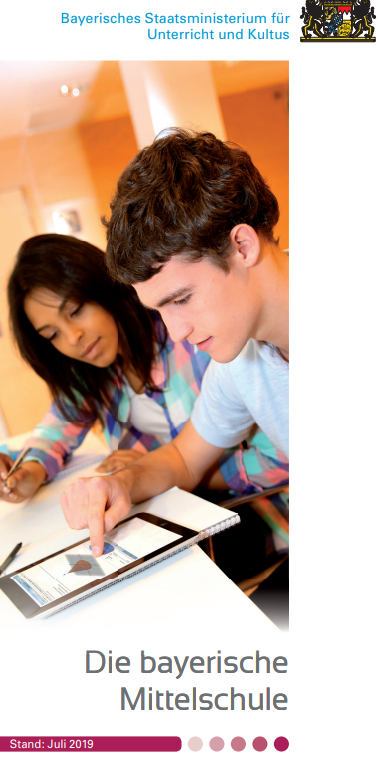 Bayerisches Staatsministerium für
Unterricht und Kultus
Die bayerische
Mittelschule
Stand: Juli 2019